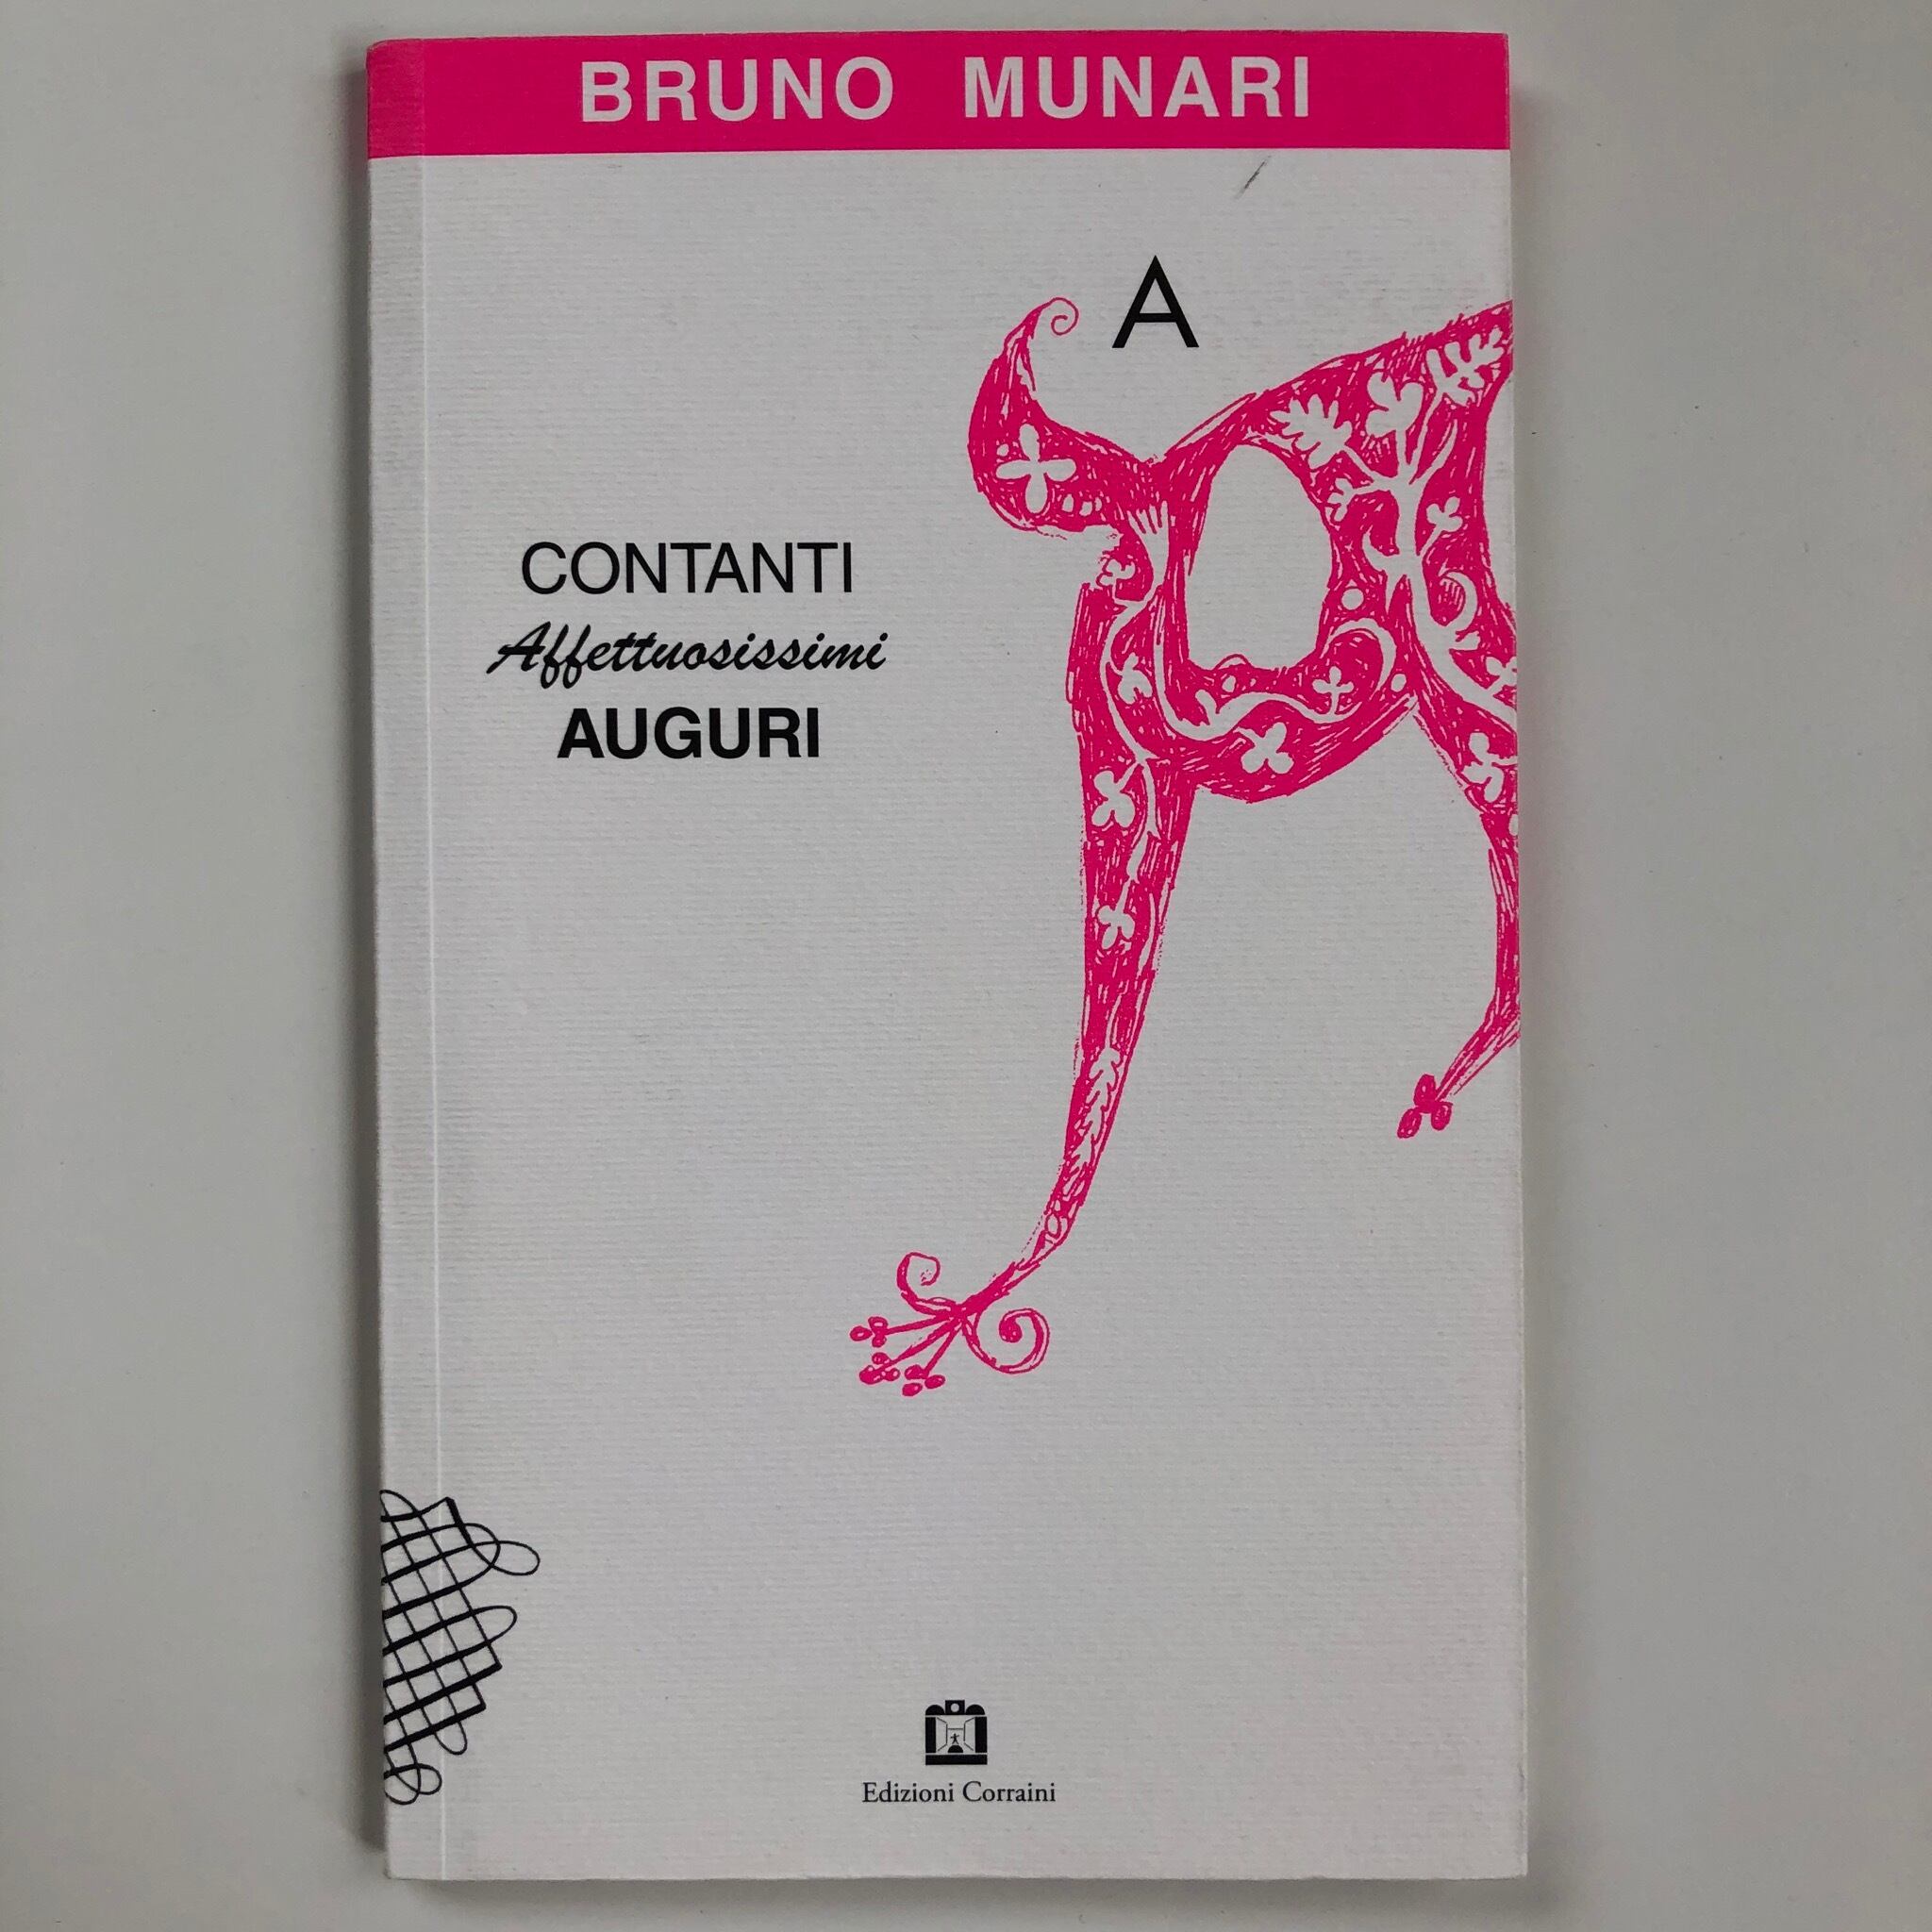 BRUNO MUNARI
A
CONTANTI
Affettuosissimi
AUGURI
Edizioni Corraini